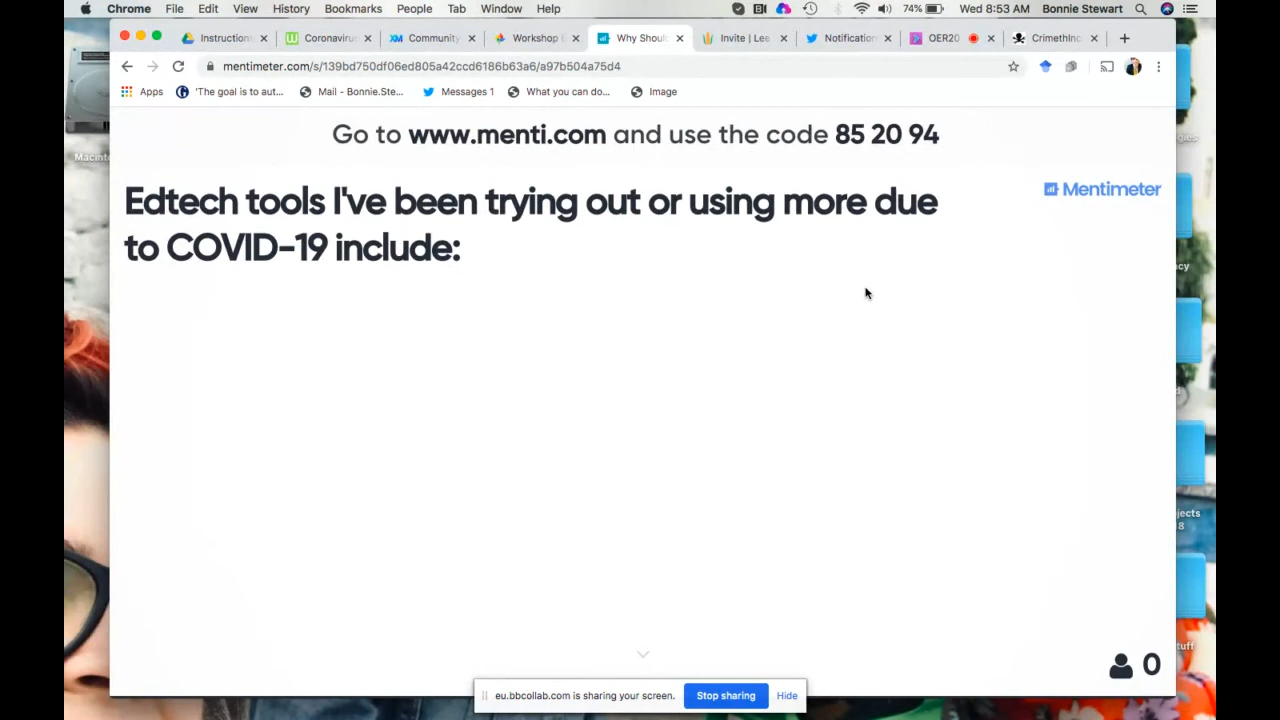 Chrome File Edit View History Bookmarks People Tab Window Help 74% Wed 8:53 AM Bonnie Stewart
Instruction Coronavirus Community Workshop Why Shoul Invite | Lee Notification OER20 CrimethInc
mentimeter.com/s/139bd750df06ed805a42ccd6186b63a6/a97b504a75d4
Apps 'The goal is to aut... Mail - Bonnie.Ste... Messages 1 What you can do... Image
Go to www.menti.com and use the code 85 20 94
Edtech tools I've been trying out or using more due
to COVID-19 include:
Mentimeter
0
eu.bbcollab.com is sharing your screen. Stop sharing Hide